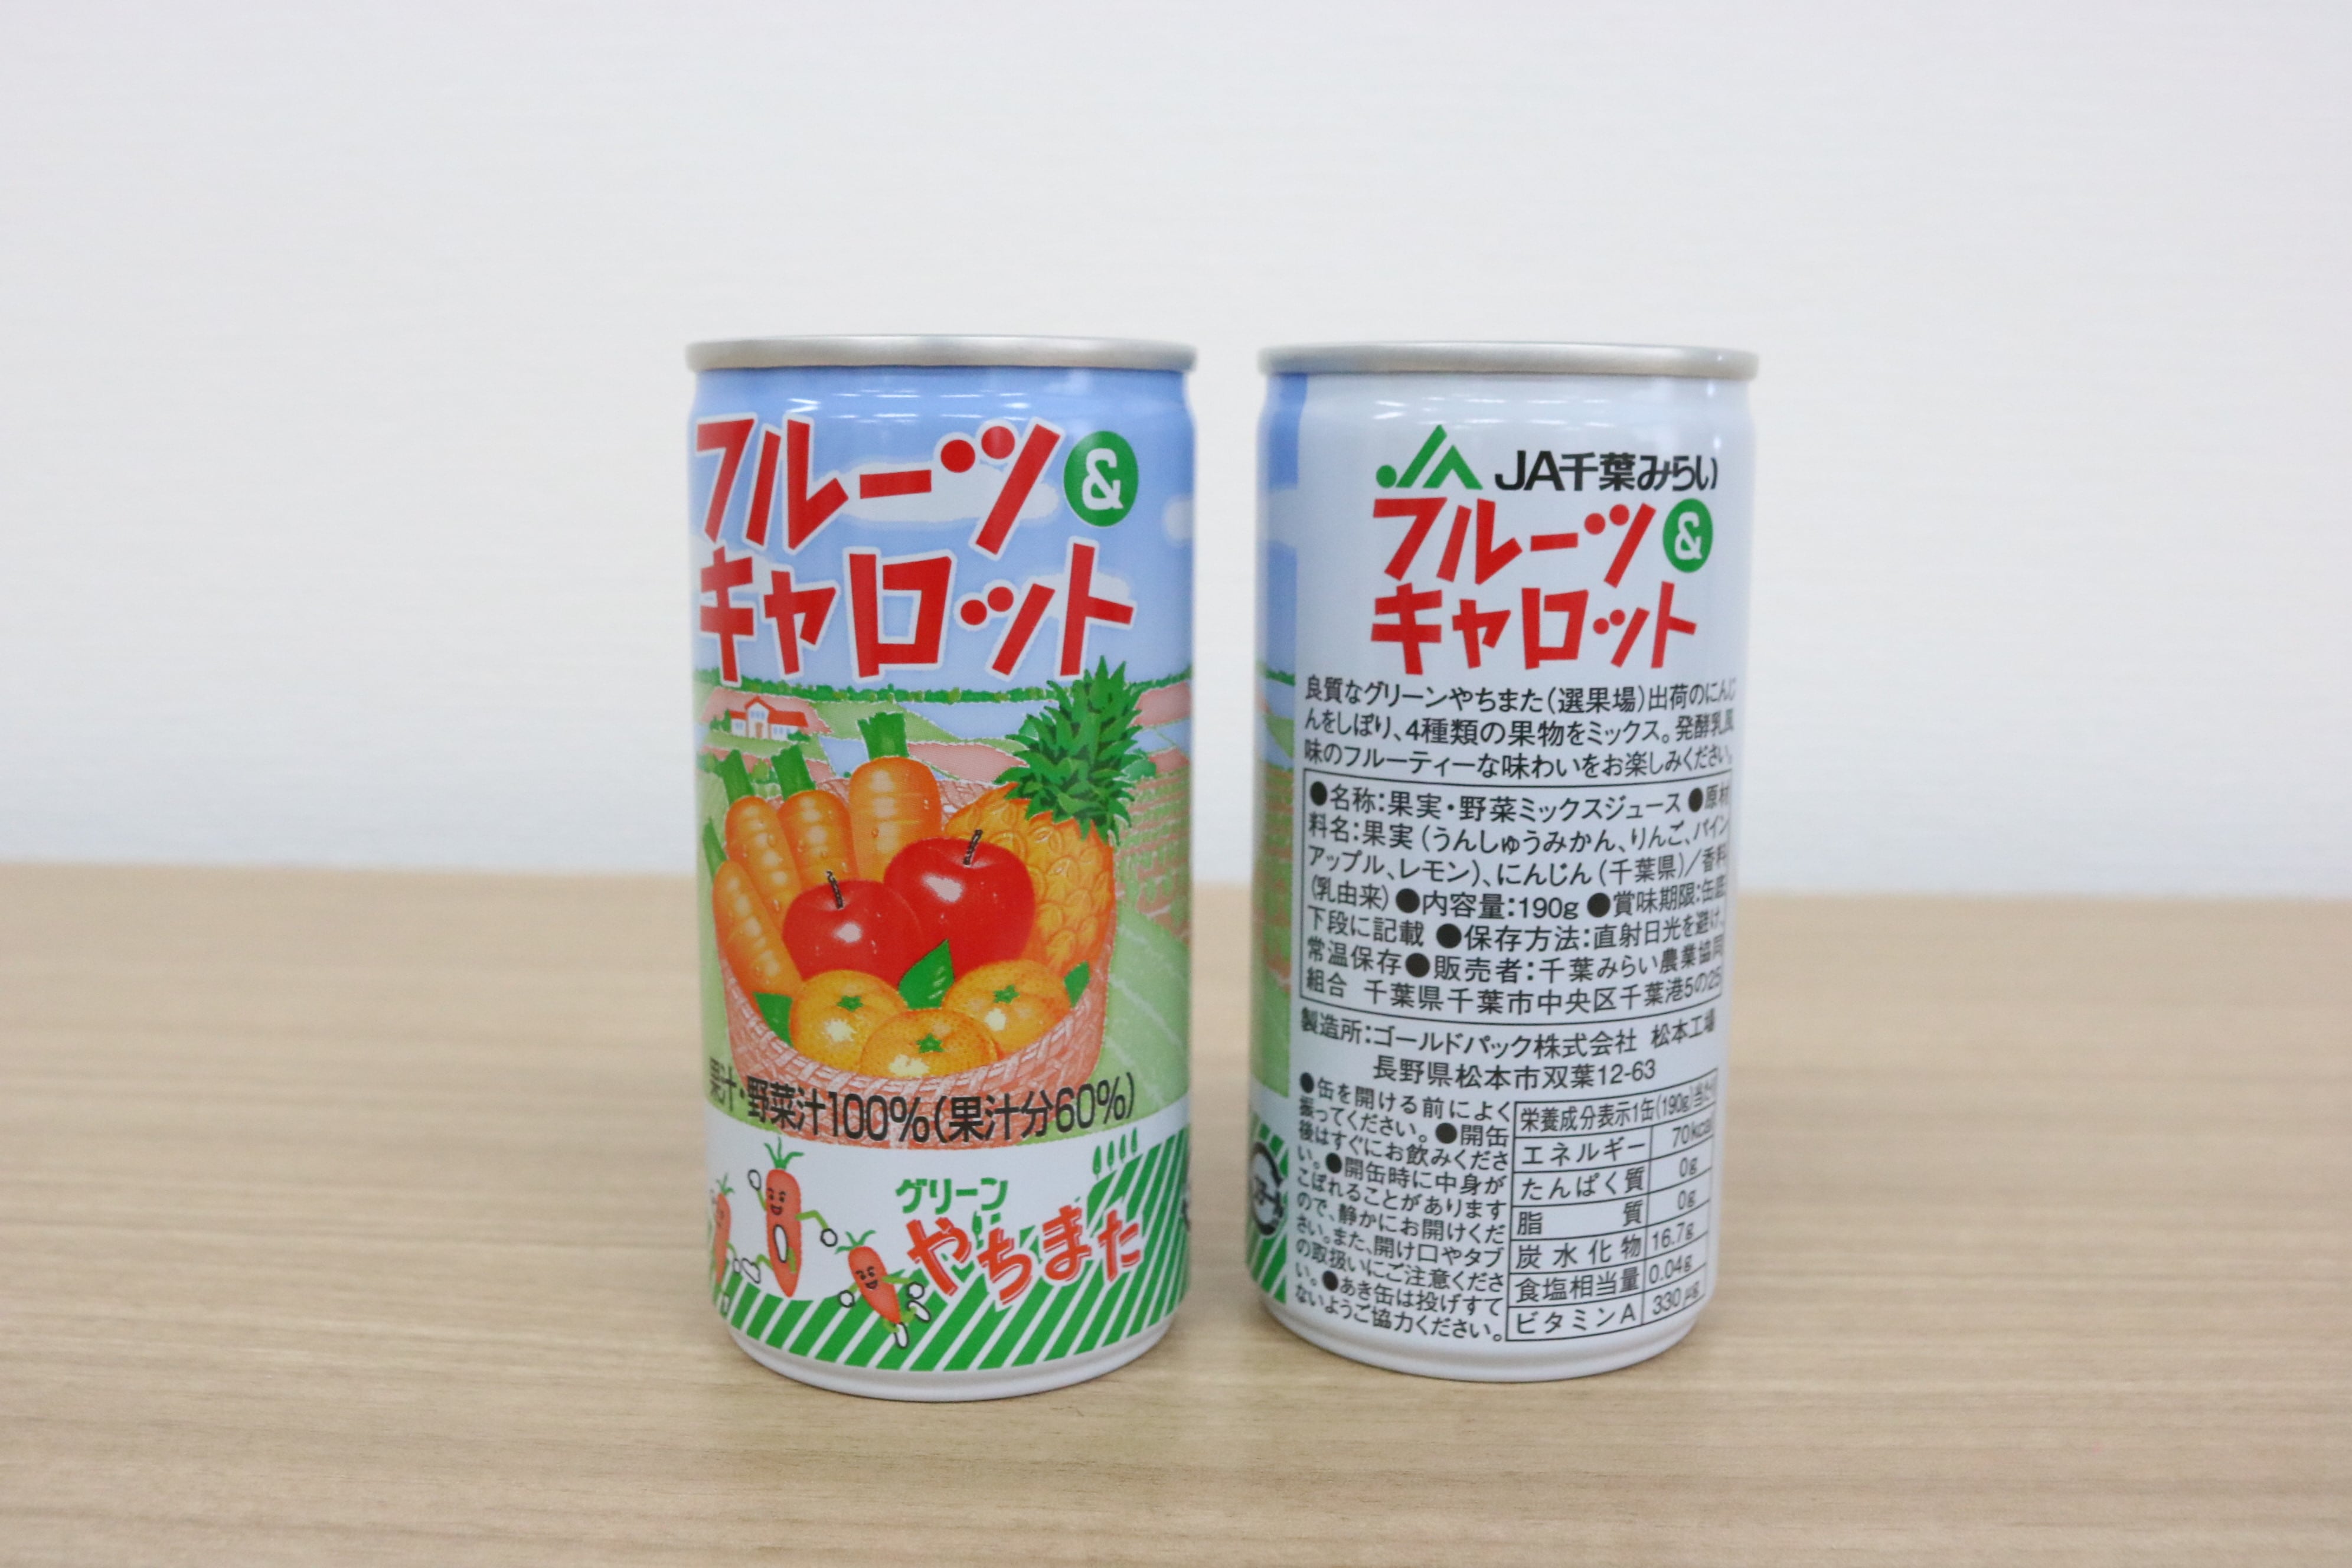 フルーツ&
キャロット
果汁・野菜汁100%(果汁分60%)
グリーン
やちまた
JA JA千葉みらい
フルーツ&
キャロット
良質なグリーンやちまた(選果場)出荷のにんじ
んをしぼり、4種類の果物をミックス。発酵乳風
味のフルーティーな味わいをお楽しみください。
●名称:果実・野菜ミックスジュース ●原材
料名:果実(うんしゅうみかん、りんご、パイン
アップル、レモン)、にんじん(千葉県)/香料
(乳由来) ●内容量:190g ●賞味期限:缶底
下段に記載 ●保存方法:直射日光を避け、
常温保存●販売者:千葉みらい農業協同
組合 千葉県千葉市中央区千葉港5の25
製造所:ゴールドパック株式会社 松本工場
長野県松本市双葉12-63
●缶を開ける前によく
振ってください。●開缶
後はすぐにお飲みくださ
い。●開缶時に中身が
こぼれることがあります
ので、静かにお開けくだ
さい。また、開け口やタブ
の取扱いにご注意くださ
い。●あき缶は投げすて
ないようご協力ください。
栄養成分表示1缶(190g)当たり
エネルギー 70kcal
たんぱく質 0g
脂質 0g
炭水化物 16.7g
食塩相当量 0.04g
ビタミンA 330μg